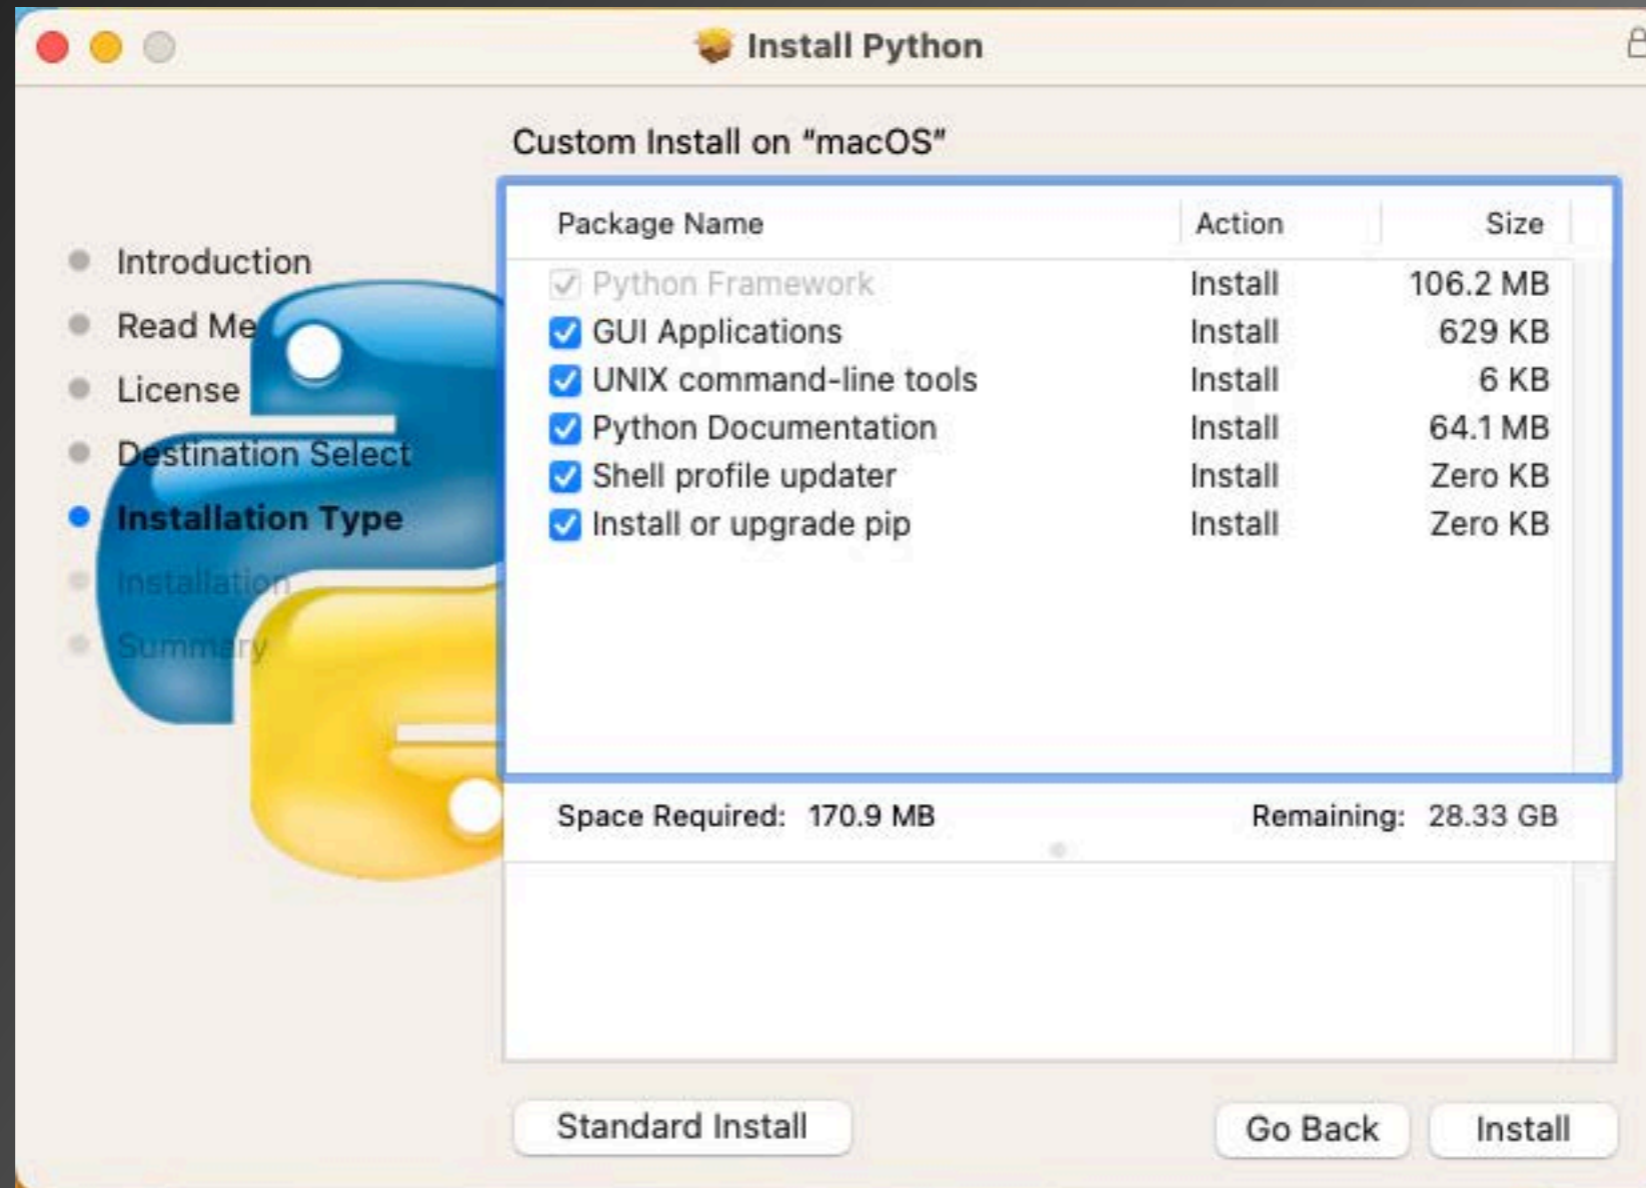 Install Python
Custom Install on “macOS”
Introduction
Read Me
License
Destination Select
Installation Type
Installation
Summary
Package Name Action Size
Python Framework Install 106.2 MB
GUI Applications Install 629 KB
UNIX command-line tools Install 6 KB
Python Documentation Install 64.1 MB
Shell profile updater Install Zero KB
Install or upgrade pip Install Zero KB
Space Required: 170.9 MB Remaining: 28.33 GB
Standard Install Go Back Install